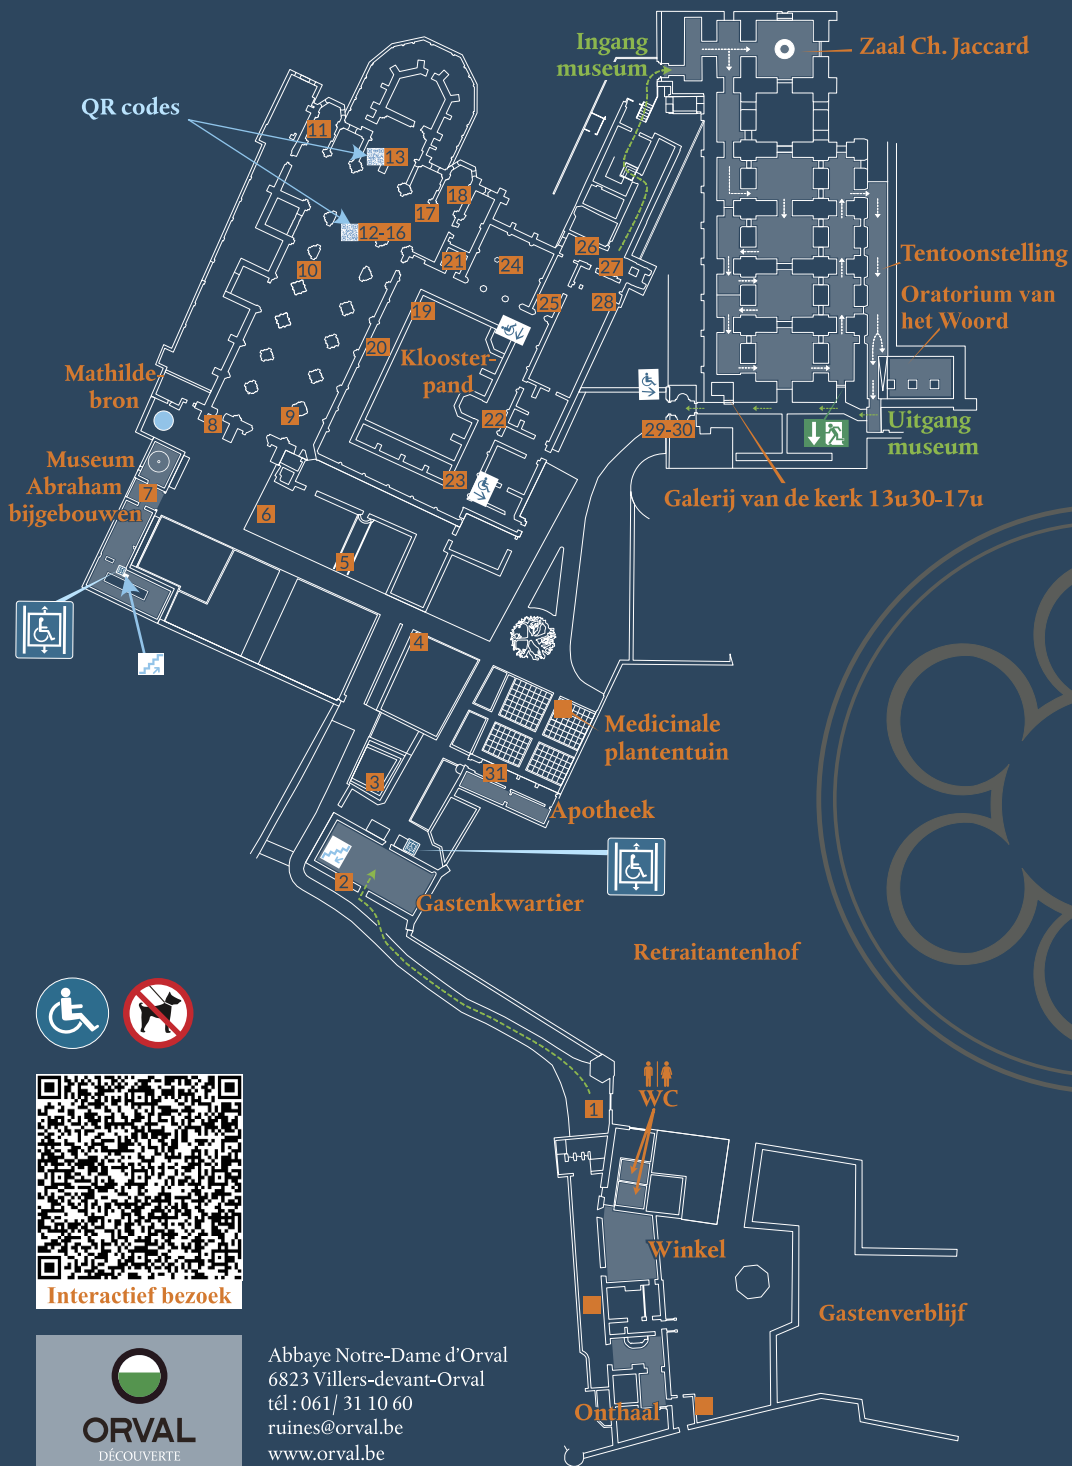 Ingang
museum
Zaal Ch. Jaccard
QR codes
11
13
18
17
12-16
21
24
26
27
10
25
28
19
20
Klooster-
pand
Tentoonstelling
Oratorium van
het Woord
Mathilde-
bron
8
9
22
29-30
Uitgang
museum
Museum
Abraham
bijgebouwen
7
23
Galerij van de kerk 13u30-17u
6
5
4
Medicinale
plantentuin
3
31
Apotheek
2
Gastenkwartier
Retraitantenhof
1
WC
Winkel
Gastenverblijf
Onthaal
Interactief bezoek
ORVAL
DÉCOUVERTE
Abbaye Notre-Dame d'Orval
6823 Villers-devant-Orval
tél : 061/ 31 10 60
ruines@orval.be
www.orval.be